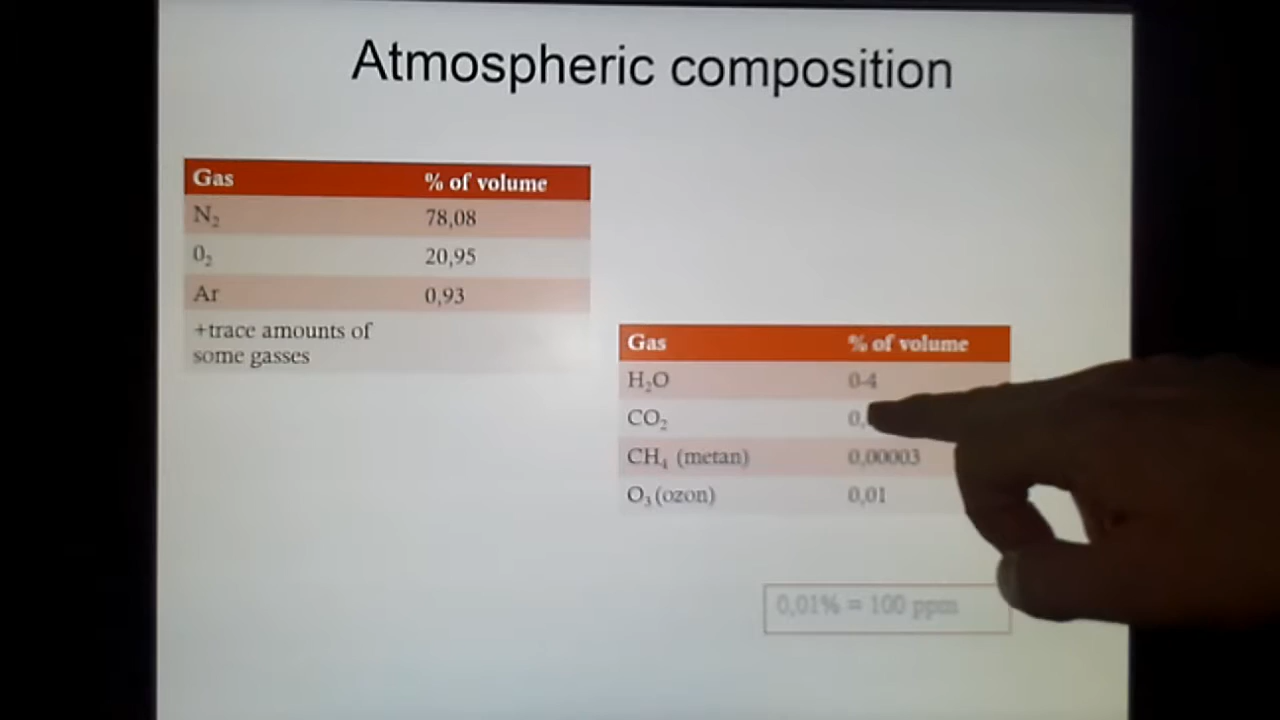 Atmospheric composition
Gas % of volume
N₂ 78,08
0₂ 20,95
Ar 0,93
+trace amounts of
some gasses
Gas % of volume
H₂O 0-4
CO₂
CH₄ (metan) 0,00003
O₃ (ozon) 0,01
0,01% = 100 ppm